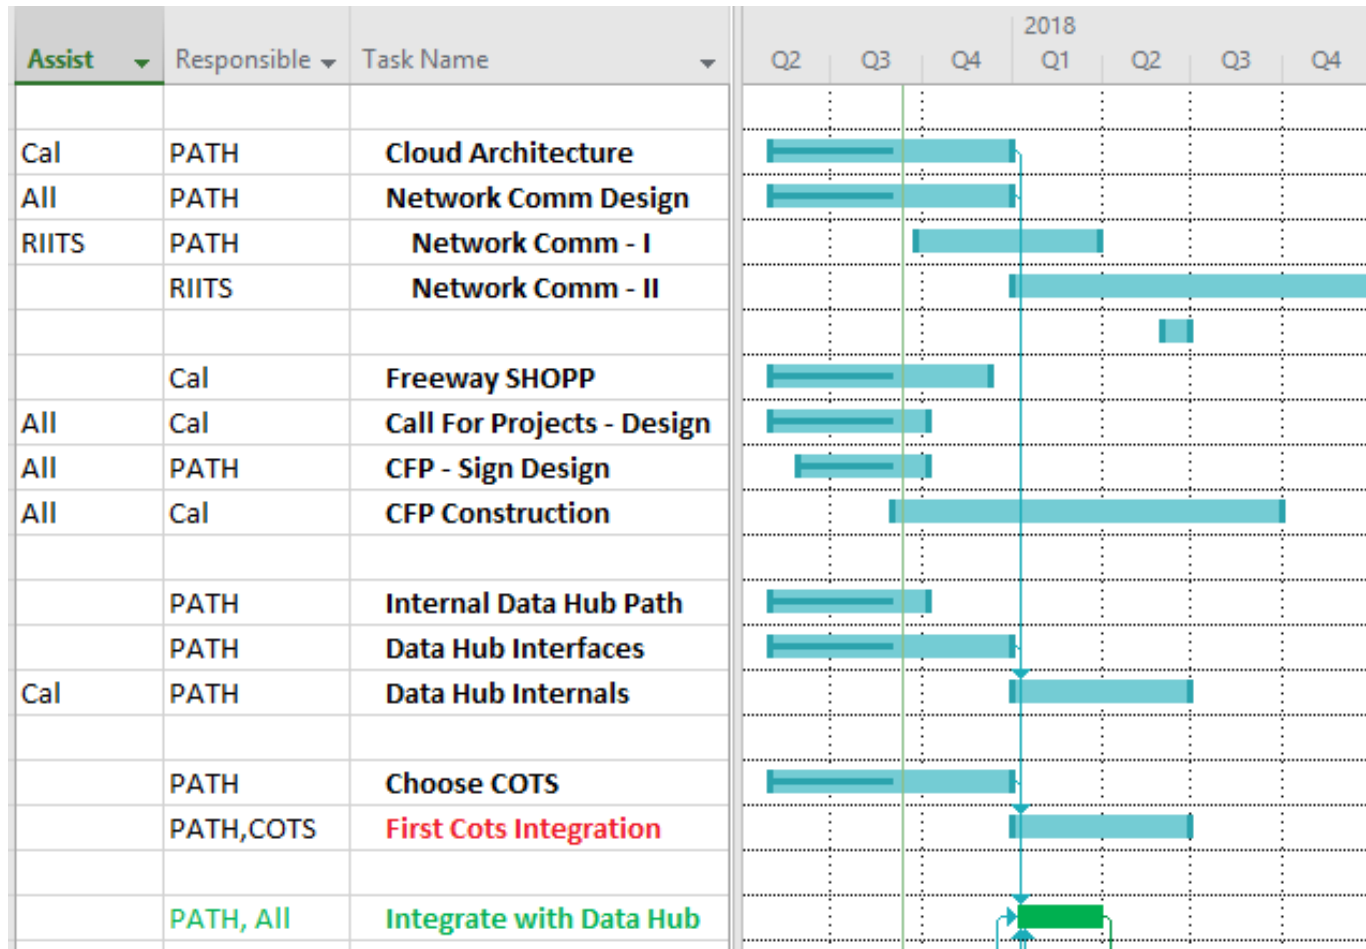 2018
Assist Responsible Task Name Q2 Q3 Q4 Q1 Q2 Q3 Q4
Cal PATH Cloud Architecture
All PATH Network Comm Design
RIITS PATH Network Comm - I
RIITS Network Comm - II
Cal Freeway SHOPP
All Cal Call For Projects - Design
All PATH CFP - Sign Design
All Cal CFP Construction
PATH Internal Data Hub Path
PATH Data Hub Interfaces
Cal PATH Data Hub Internals
PATH Choose COTS
PATH,COTS First Cots Integration
PATH, All Integrate with Data Hub